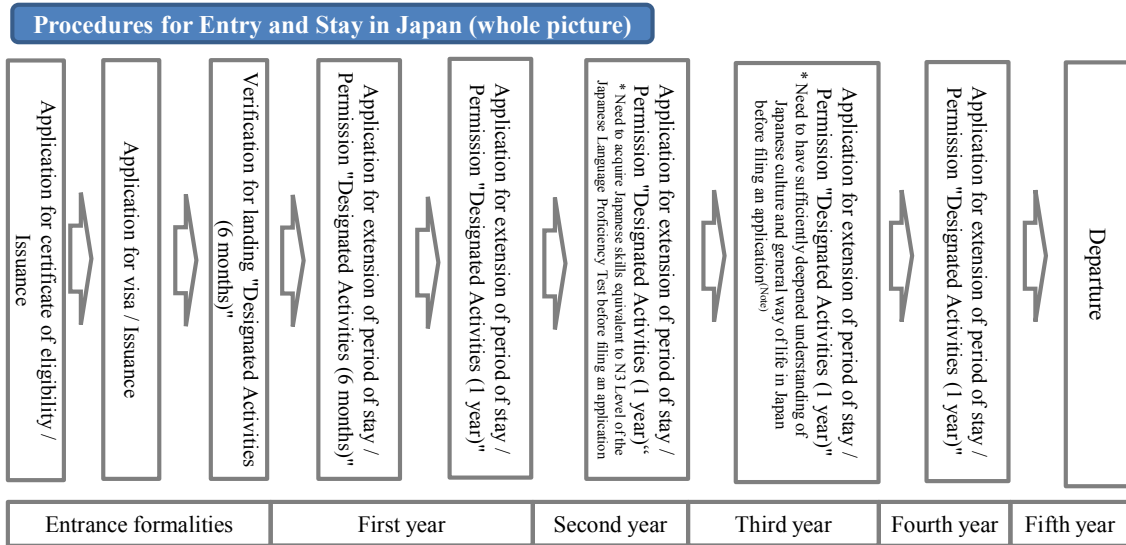 Procedures for Entry and Stay in Japan (whole picture)
Application for certificate of eligibility /
Issuance
Application for visa / Issuance
Verification for landing "Designated Activities
(6 months)"
Application for extension of period of stay /
Permission "Designated Activities (6 months)"
Application for extension of period of stay /
Permission "Designated Activities (1 year)"
Application for extension of period of stay /
Permission "Designated Activities (1 year)“
* Need to acquire Japanese skills equivalent to N3 Level of the
Japanese Language Proficiency Test before filing an application
Application for extension of period of stay /
Permission "Designated Activities (1 year)"
* Need to have sufficiently deepened understanding of
Japanese culture and general way of life in Japan
before filing an application(Note)
Application for extension of period of stay /
Permission "Designated Activities (1 year)"
Departure
Entrance formalities
First year
Second year
Third year
Fourth year
Fifth year